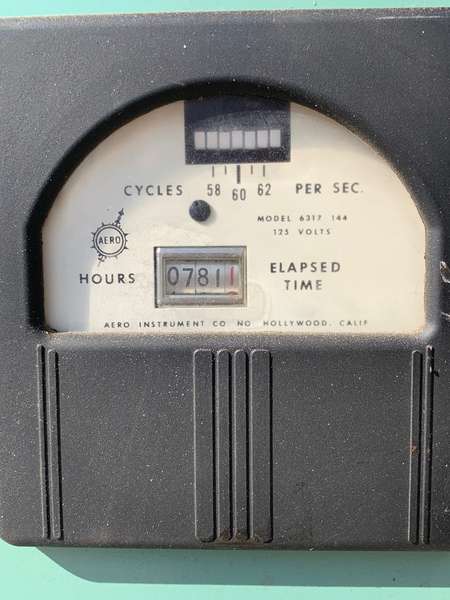 CYCLES 58 60 62 PER SEC.
MODEL 6317 144
125 VOLTS
AERO
HOURS 07811 ELAPSED
TIME
AERO INSTRUMENT CO NO HOLLYWOOD, CALIF